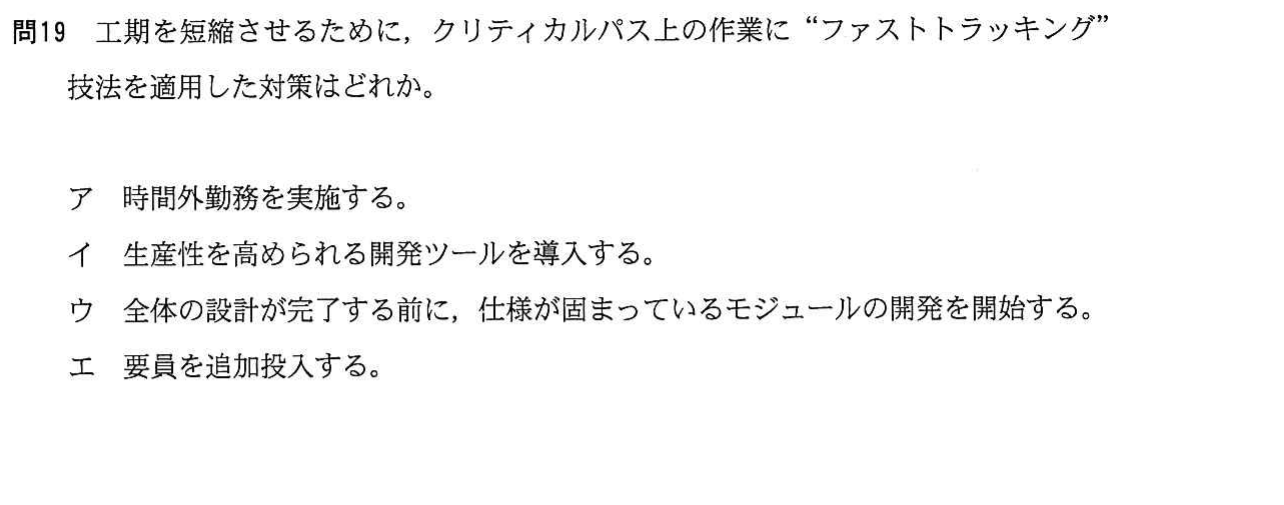 問19 工期を短縮させるために，クリティカルパス上の作業に“ファストトラッキング”
技法を適用した対策はどれか。
ア 時間外勤務を実施する。
イ 生産性を高められる開発ツールを導入する。
ウ 全体の設計が完了する前に，仕様が固まっているモジュールの開発を開始する。
エ 要員を追加投入する。